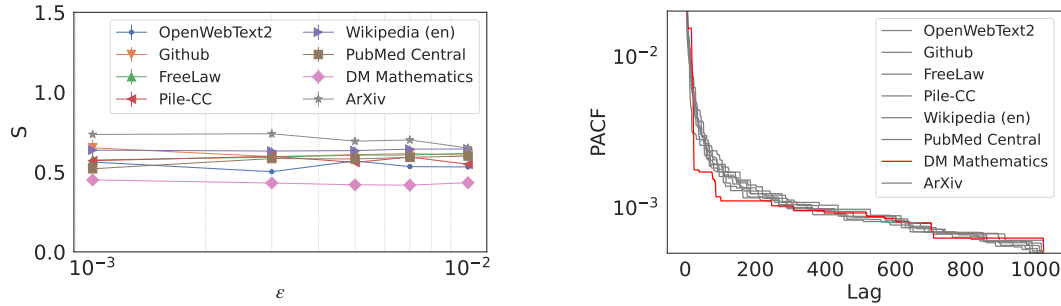 1.5
1.0
0.5
0.0
S
10⁻³
10⁻²
ε
OpenWebText2
Github
FreeLaw
Pile-CC
Wikipedia (en)
PubMed Central
DM Mathematics
ArXiv
10⁻²
10⁻³
PACF
0 200 400 600 800 1000
Lag
OpenWebText2
Github
FreeLaw
Pile-CC
Wikipedia (en)
PubMed Central
DM Mathematics
ArXiv